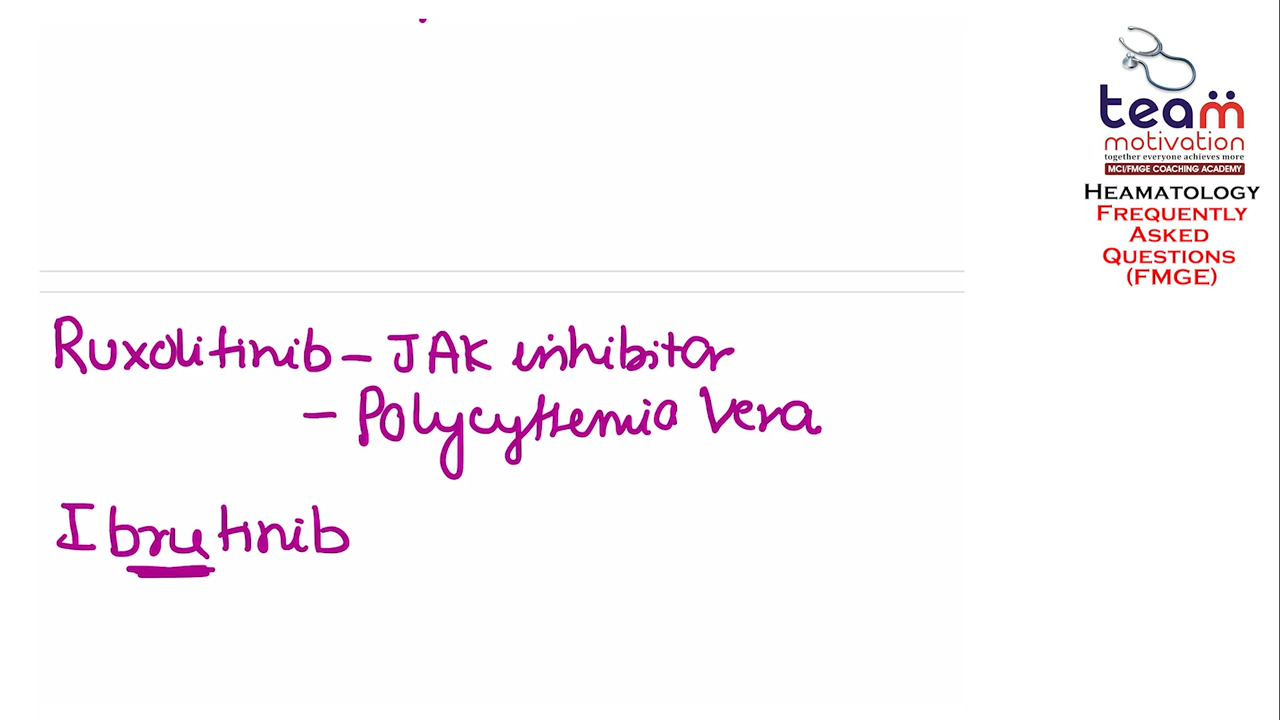 team
motivation
together everyone achieves more
MCI/FMGE COACHING ACADEMY
HEAMATOLOGY
FREQUENTLY
ASKED
QUESTIONS
(FMGE)
Ruxolitinib - JAK inhibitor
- Polycythemia Vera
Ibrutinib